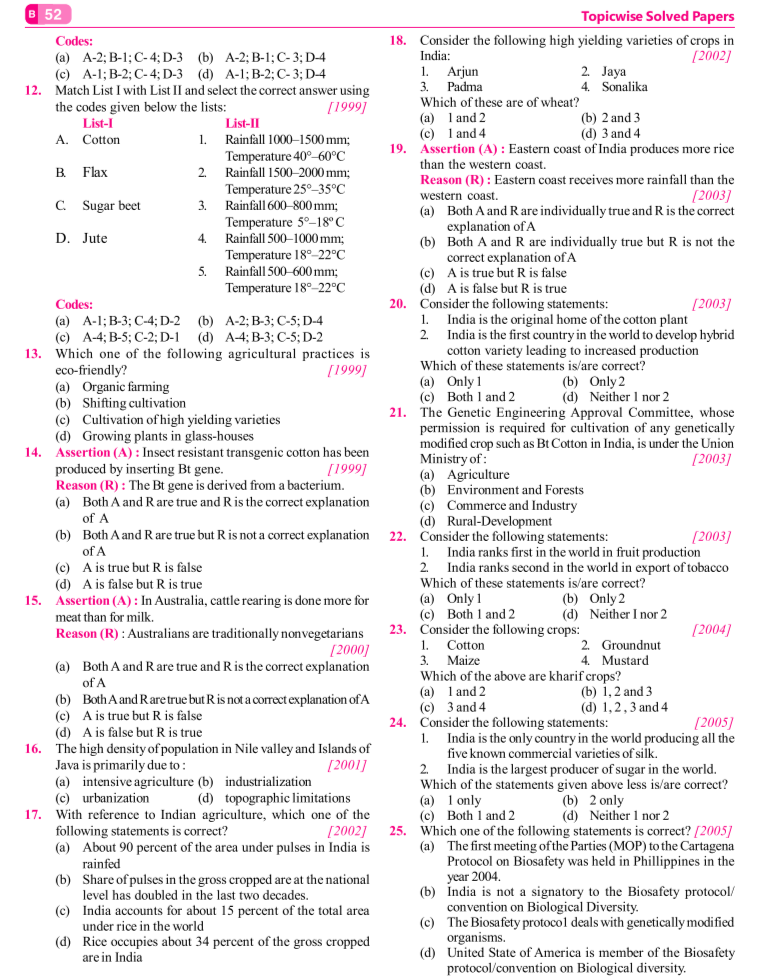 B 52
Topicwise Solved Papers
Codes:
(a) A-2; B-1; C- 4; D-3 (b) A-2; B-1; C- 3; D-4
(c) A-1; B-2; C- 4; D-3 (d) A-1; B-2; C- 3; D-4
12. Match List I with List II and select the correct answer using
the codes given below the lists: [1999]
List-I List-II
A. Cotton 1. Rainfall 1000–1500 mm;
Temperature 40°–60°C
B. Flax 2. Rainfall 1500–2000 mm;
Temperature 25°–35°C
C. Sugar beet 3. Rainfall 600–800 mm;
Temperature 5°–18° C
D. Jute 4. Rainfall 500–1000 mm;
Temperature 18°–22°C
5. Rainfall 500–600 mm;
Temperature 18°–22°C
Codes:
(a) A-1; B-3; C-4; D-2 (b) A-2; B-3; C-5; D-4
(c) A-4; B-5; C-2; D-1 (d) A-4; B-3; C-5; D-2
13. Which one of the following agricultural practices is
eco-friendly? [1999]
(a) Organic farming
(b) Shifting cultivation
(c) Cultivation of high yielding varieties
(d) Growing plants in glass-houses
14. Assertion (A) : Insect resistant transgenic cotton has been
produced by inserting Bt gene. [1999]
Reason (R) : The Bt gene is derived from a bacterium.
(a) Both A and R are true and R is the correct explanation
of A
(b) Both A and R are true but R is not a correct explanation
of A
(c) A is true but R is false
(d) A is false but R is true
15. Assertion (A) : In Australia, cattle rearing is done more for
meat than for milk.
Reason (R) : Australians are traditionally nonvegetarians
[2000]
(a) Both A and R are true and R is the correct explanation
of A
(b) Both A and R are true but R is not a correct explanation of A
(c) A is true but R is false
(d) A is false but R is true
16. The high density of population in Nile valley and Islands of
Java is primarily due to : [2001]
(a) intensive agriculture (b) industrialization
(c) urbanization (d) topographic limitations
17. With reference to Indian agriculture, which one of the
following statements is correct? [2002]
(a) About 90 percent of the area under pulses in India is
rainfed
(b) Share of pulses in the gross cropped are at the national
level has doubled in the last two decades.
(c) India accounts for about 15 percent of the total area
under rice in the world
(d) Rice occupies about 34 percent of the gross cropped
are in India
18. Consider the following high yielding varieties of crops in
India: [2002]
1. Arjun 2. Jaya
3. Padma 4. Sonalika
Which of these are of wheat?
(a) 1 and 2 (b) 2 and 3
(c) 1 and 4 (d) 3 and 4
19. Assertion (A) : Eastern coast of India produces more rice
than the western coast.
Reason (R) : Eastern coast receives more rainfall than the
western coast. [2003]
(a) Both A and R are individually true and R is the correct
explanation of A
(b) Both A and R are individually true but R is not the
correct explanation of A
(c) A is true but R is false
(d) A is false but R is true
20. Consider the following statements: [2003]
1. India is the original home of the cotton plant
2. India is the first country in the world to develop hybrid
cotton variety leading to increased production
Which of these statements is/are correct?
(a) Only 1 (b) Only 2
(c) Both 1 and 2 (d) Neither 1 nor 2
21. The Genetic Engineering Approval Committee, whose
permission is required for cultivation of any genetically
modified crop such as Bt Cotton in India, is under the Union
Ministry of : [2003]
(a) Agriculture
(b) Environment and Forests
(c) Commerce and Industry
(d) Rural-Development
22. Consider the following statements: [2003]
1. India ranks first in the world in fruit production
2. India ranks second in the world in export of tobacco
Which of these statements is/are correct?
(a) Only 1 (b) Only 2
(c) Both 1 and 2 (d) Neither I nor 2
23. Consider the following crops: [2004]
1. Cotton 2. Groundnut
3. Maize 4. Mustard
Which of the above are kharif crops?
(a) 1 and 2 (b) 1, 2 and 3
(c) 3 and 4 (d) 1, 2 , 3 and 4
24. Consider the following statements: [2005]
1. India is the only country in the world producing all the
five known commercial varieties of silk.
2. India is the largest producer of sugar in the world.
Which of the statements given above less is/are correct?
(a) 1 only (b) 2 only
(c) Both 1 and 2 (d) Neither 1 nor 2
25. Which one of the following statements is correct? [2005]
(a) The first meeting of the Parties (MOP) to the Cartagena
Protocol on Biosafety was held in Phillippines in the
year 2004.
(b) India is not a signatory to the Biosafety protocol/
convention on Biological Diversity.
(c) The Biosafety protoco1 deals with genetically modified
organisms.
(d) United State of America is member of the Biosafety
protocol/convention on Biological diversity.